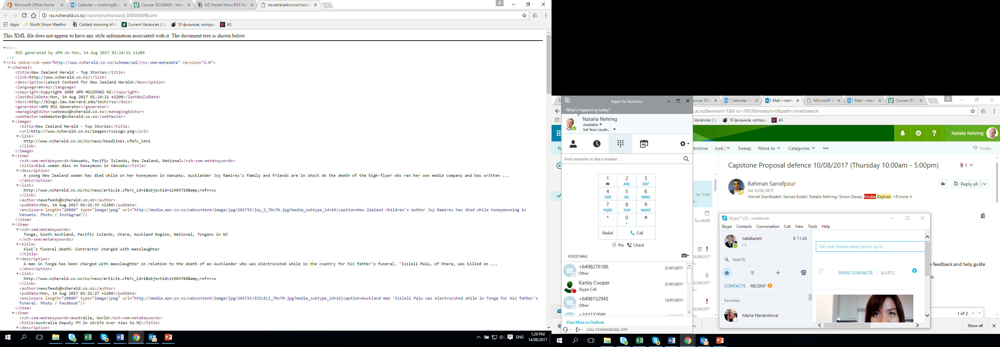 Microsoft Office Home
Calendar – nnehring@un
Course: ISCG6420 - Inter
NZ Herald News RSS Fee
rss.nzherald.co.nz/rss/xm
rss.nzherald.co.nz/rss/xml/nzhtsrsscid_000000698.xml
Apps
North Shore Weather
Coldest morning of th
Current Vacancies | Un
10 фильмов, которые
AS
This XML file does not appear to have any style information associated with it. The document tree is shown below.
<!--
RSS generated by APN on Mon, 14 Aug 2017 01:24:21 +1200
-->
<rss xmlns:nzh-sem="http://www.nzherald.co.nz/schema/xml/rss-sem-metadata" version="2.0">
<channel>
<title>New Zealand Herald - Top Stories</title>
<link>http://www.nzherald.co.nz/</link>
<description>Latest Content for New Zealand Herald</description>
<language>en-nz</language>
<copyright>Copyright 2009 APN HOLDINGS NZ</copyright>
<lastBuildDate>Mon, 14 Aug 2017 01:24:21 +1200</lastBuildDate>
<docs>http://blogs.law.harvard.edu/tech/rss</docs>
<generator>APN RSS Generator</generator>
<managingEditor>webnews@nzherald.co.nz</managingEditor>
<webMaster>webmaster@nzherald.co.nz</webMaster>
<image>
<title>New Zealand Herald - Top Stories</title>
<url>http://www.nzherald.co.nz/images/rssLogo.png</url>
<link>
http://www.nzherald.co.nz/nz/news/headlines.cfm?c_id=1
</link>
</image>
<item>
<nzh-sem:metakeywords>Vanuatu, Pacific Islands, New Zealand, National</nzh-sem:metakeywords>
<title>Kiwi woman dies on honeymoon in Vanuatu</title>
<description>
A young New Zealand woman has died while on her honeymoon in Vanuatu. Aucklander Joy Ramirez's family and friends are in shock at the death of the high-flyer who ran her own media company and has written ...
</description>
<link>
http://www.nzherald.co.nz/nz/news/article.cfm?c_id=1&objectid=11903718&amp;ref=rss
</link>
<author>newsfeeds@nzherald.co.nz</author>
<pubDate>Mon, 14 Aug 2017 01:21:33 +1200</pubDate>
<enclosure length="20000" type="image/jpeg" url="http://media.apn.co.nz/webcontent/image/jpg/201733/joy_2_70x70.jpg?media_subtype_id=16|caption=New Zealand children's author Joy Ramirez has died while honeymooning in
Vanuatu. Photo / Instagram"/>
</item>
<item>
<nzh-sem:metakeywords>
Tonga, South Auckland, Pacific Islands, Otara, Auckland Region, National, Tongans in NZ
</nzh-sem:metakeywords>
<title>
Kiwi's funeral death: Contractor charged with manslaughter
</title>
<description>
A man in Tonga has been charged with manslaughter in relation to the death of an Aucklander who was electrocuted while in the country for his father's funeral. 'Isileli Palu, of Otara, was killed on ...
</description>
<link>
http://www.nzherald.co.nz/nz/news/article.cfm?c_id=1&objectid=11903788&amp;ref=rss
</link>
<author>newsfeeds@nzherald.co.nz</author>
<pubDate>Mon, 14 Aug 2017 01:21:27 +1200</pubDate>
<enclosure length="20000" type="image/jpeg" url="http://media.apn.co.nz/webcontent/image/jpg/201733/ISILELI_70x70.jpg?media_subtype_id=16|caption=Auckland man 'Isileli Palu was electrocuted while in Tonga for his father's
funeral. Photo / Facebook"/>
</item>
<item>
<nzh-sem:metakeywords>Australia, World</nzh-sem:metakeywords>
<title>Australia Deputy PM in strife over ties to NZ</title>
<description>
ENG
1:29 PM
14/08/2017
Skype for Business
What's happening today?
Natalia Nehring
Available
Set Your Locati...
Find someone or dial a number
1
2 ABC
3 DEF
4 GHI
5 JKL
6 MNO
7 PQRS
8 TUV
9 WXYZ
*
0 +
#
Redial
Call
Pin
Check
VOICE MAIL
+6498276186
21/07/2017
Other
Karley Cooper
21/07/2017
Skype Call
+6498152945
12/07/2017
Other
+343137696
View More in Outlook
CALL FORWARDING OFF
ourse: ISC
Calendar –
Mail – nneh
Microsoft W
Mail – nneh
Course: ISC
.ac.nz&exsvurl=1&ll-cc=1033&modurl=0&path=/mail/search
Vacancies | Un
10 фильмов, которые
AS
Natalia Nehring
Archive
Junk
Sweep
Move to
Categories
Undo
Capstone Proposal defence 10/08/2017 (Thursday 10:00am - 5:00pm)
1
Bahman Sarrafpour
Reply all
Sat 12/08, 08:11
Hamid Sharifzadeh; Samad Kolahi; Natalia Nehring; Simon Dacey; Nilufar Baghaei; +9 more
Sat 12/08
Tue 08/08
04/08/2017
02/08/2017
02/08/2017
Skype™ [5] - natalianeh
Skype
Contacts
Conversation
Call
View
Tools
Help
natalianeh
$ 11.43
;-)
Tell your friends what you're up to
Search
SKYPE CONTACTS
ALERTS
CONTACTS
RECENT
5
Favorites
Maria Nenarokova
e feedback and help guide
ks.
1 of 2
Show all